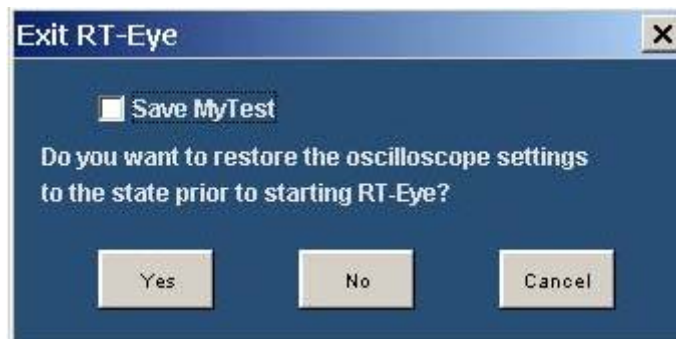 Exit RT-Eye
Save MyTest
Do you want to restore the oscilloscope settings
to the state prior to starting RT-Eye?
Yes No Cancel